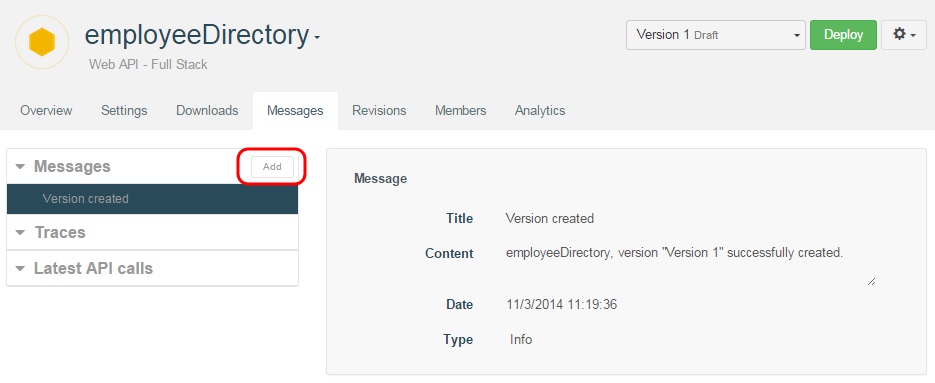 employeeDirectory
Version 1 Draft
Deploy
Web API - Full Stack
Overview Settings Downloads Messages Revisions Members Analytics
Messages Add
Version created
Traces
Latest API calls
Message
Title Version created
Content employeeDirectory, version "Version 1" successfully created.
Date 11/3/2014 11:19:36
Type Info